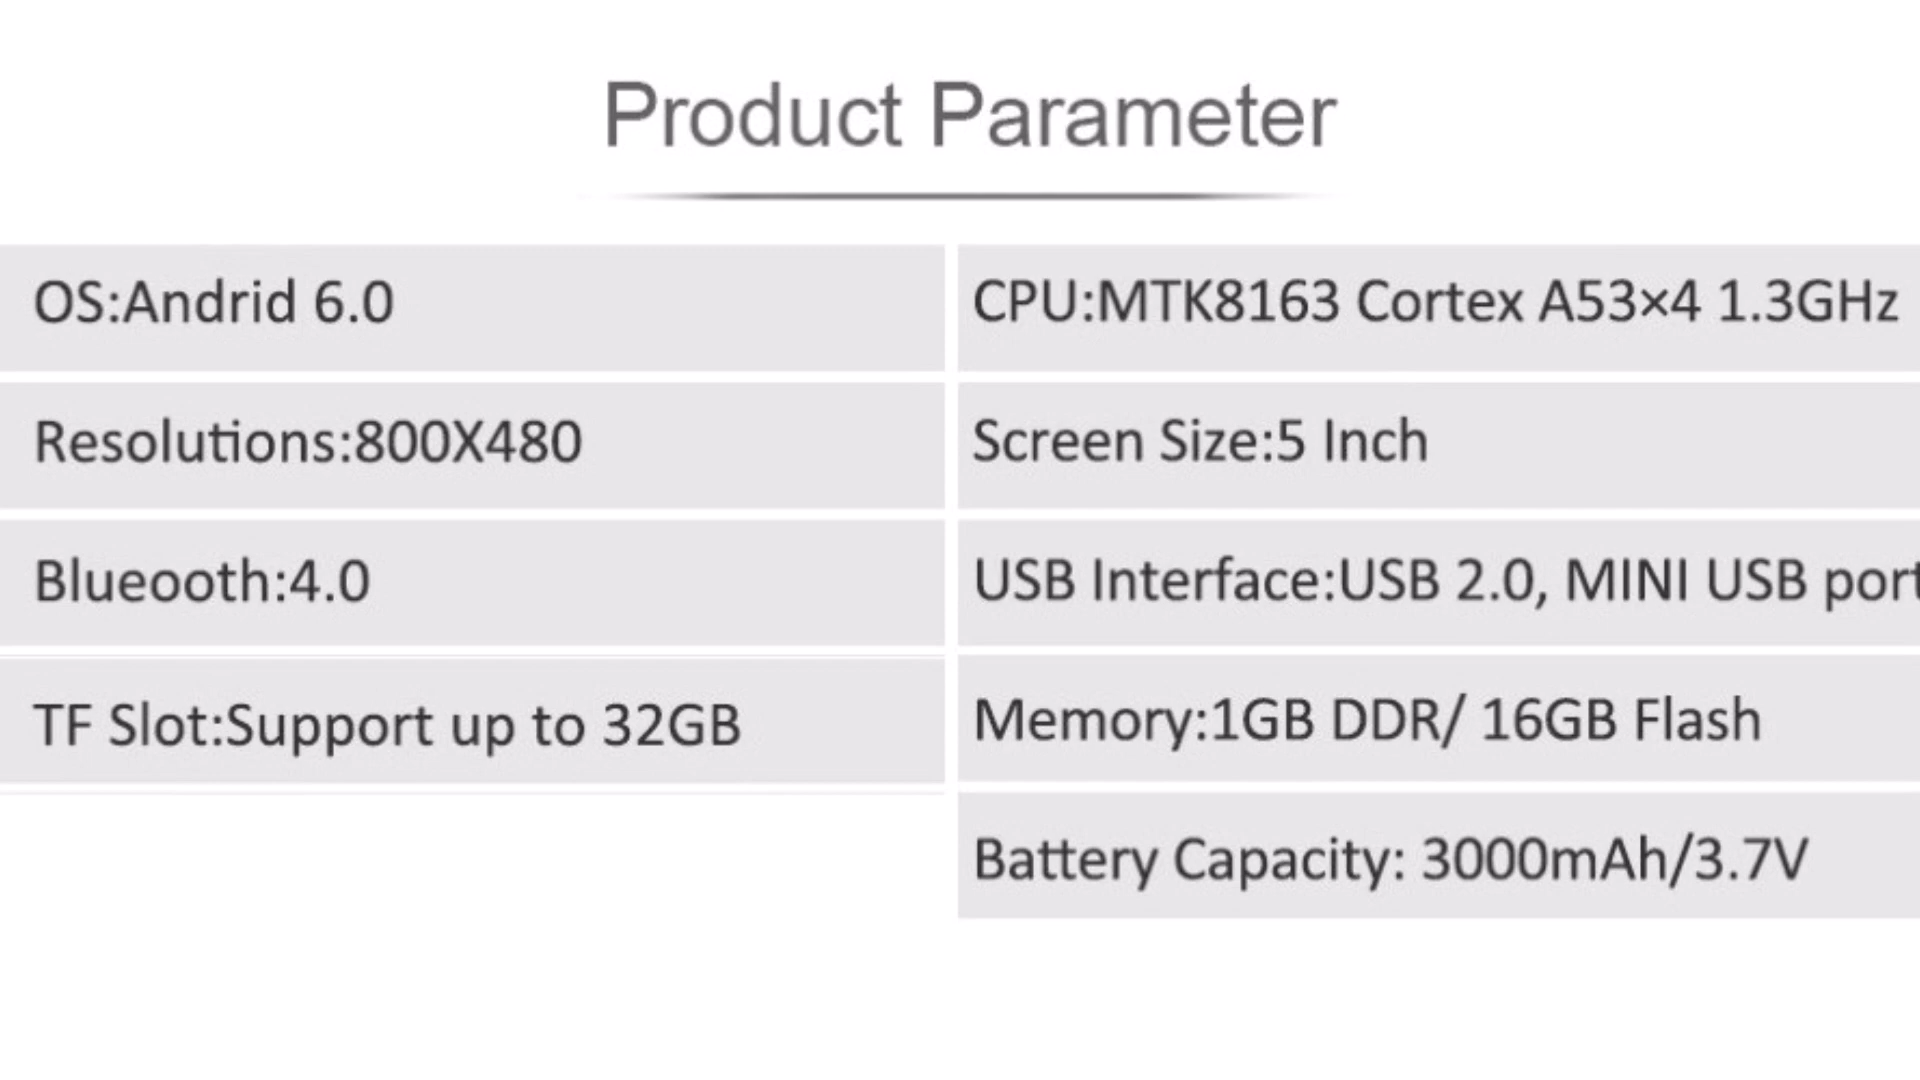 Product Parameter
OS:Andrid 6.0
CPU:MTK8163 Cortex A53×4 1.3GHz
Resolutions:800X480
Screen Size:5 Inch
Blueooth:4.0
USB Interface:USB 2.0, MINI USB port
TF Slot:Support up to 32GB
Memory:1GB DDR/ 16GB Flash
Battery Capacity: 3000mAh/3.7V